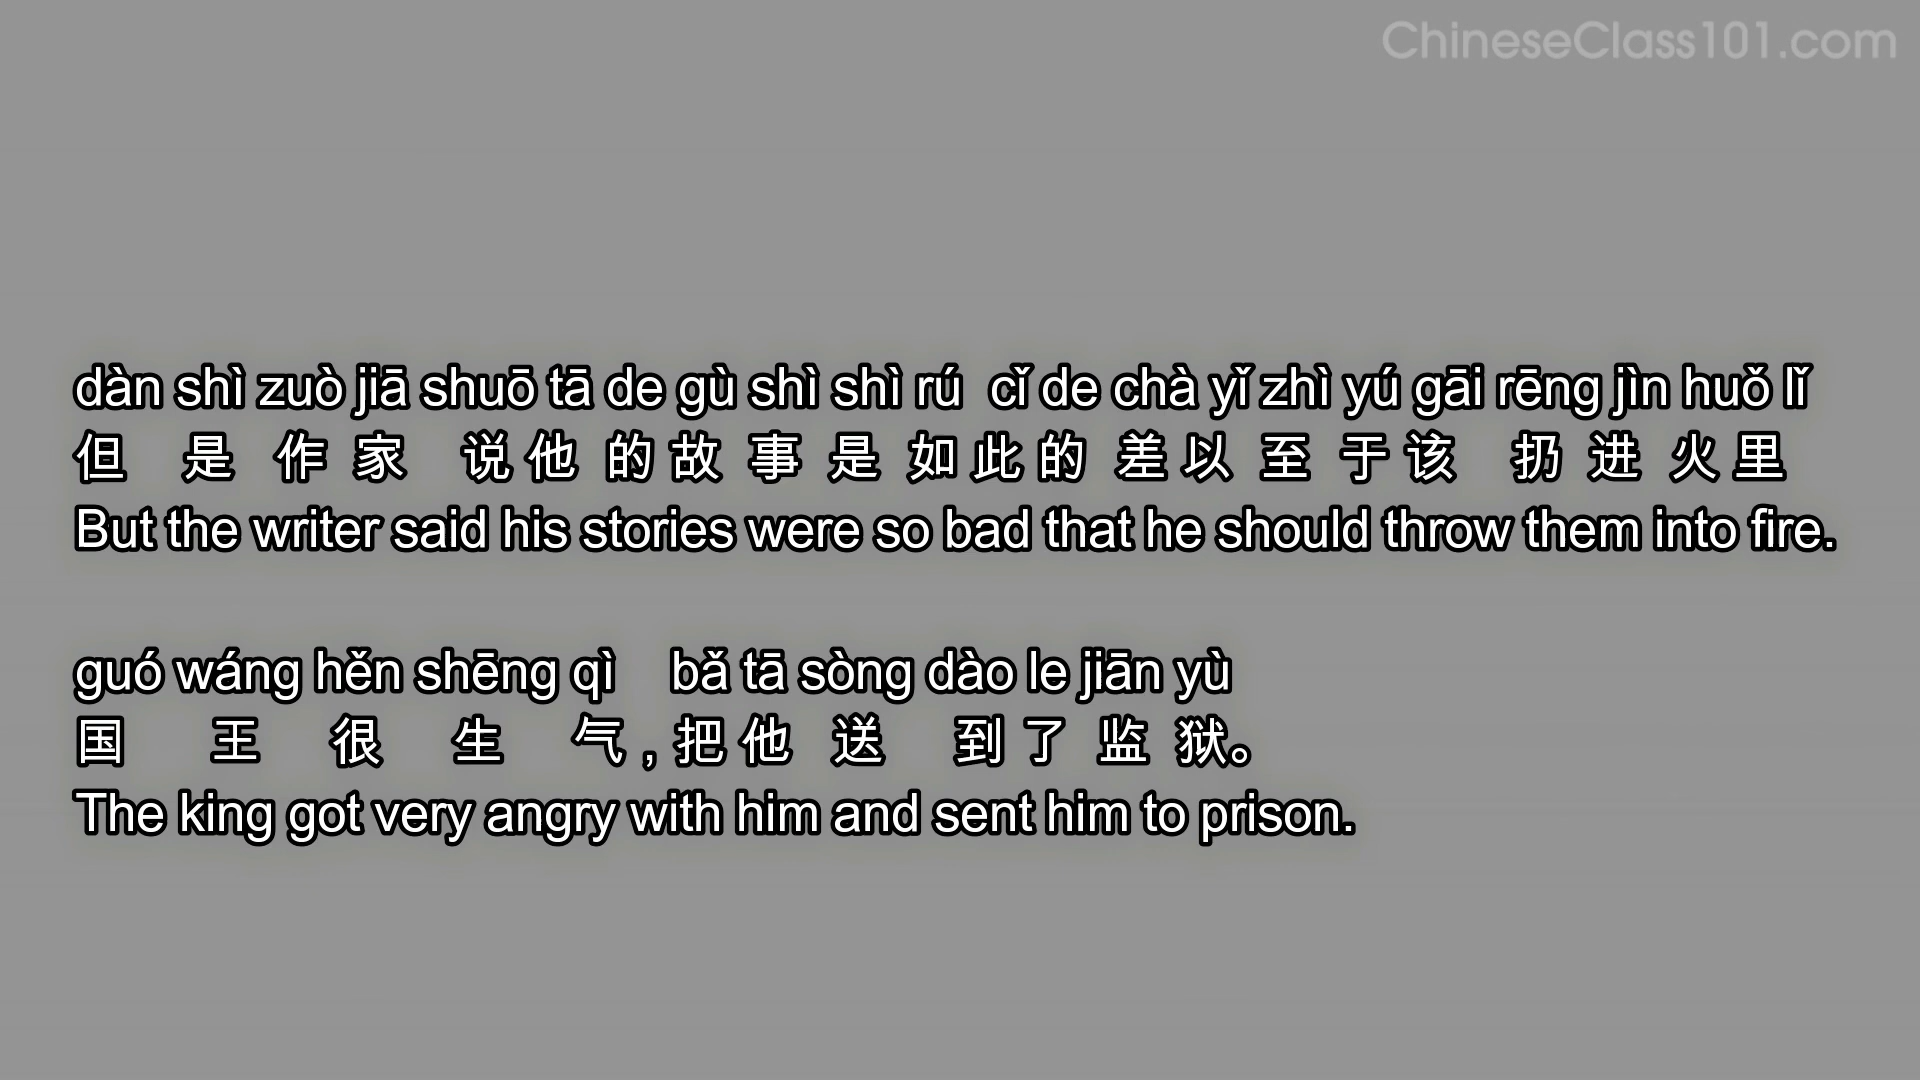 ChineseClass101.com
dàn shì zuò jiā shuō tā de gù shì shì rú cǐ de chà yǐ zhì yú gāi rēng jìn huǒ lǐ
但是作家说他的故事是如此的差以至于该扔进火里
But the writer said his stories were so bad that he should throw them into fire.
guó wáng hěn shēng qì bǎ tā sòng dào le jiān yù
国王很生气,把他送到了监狱。
The king got very angry with him and sent him to prison.